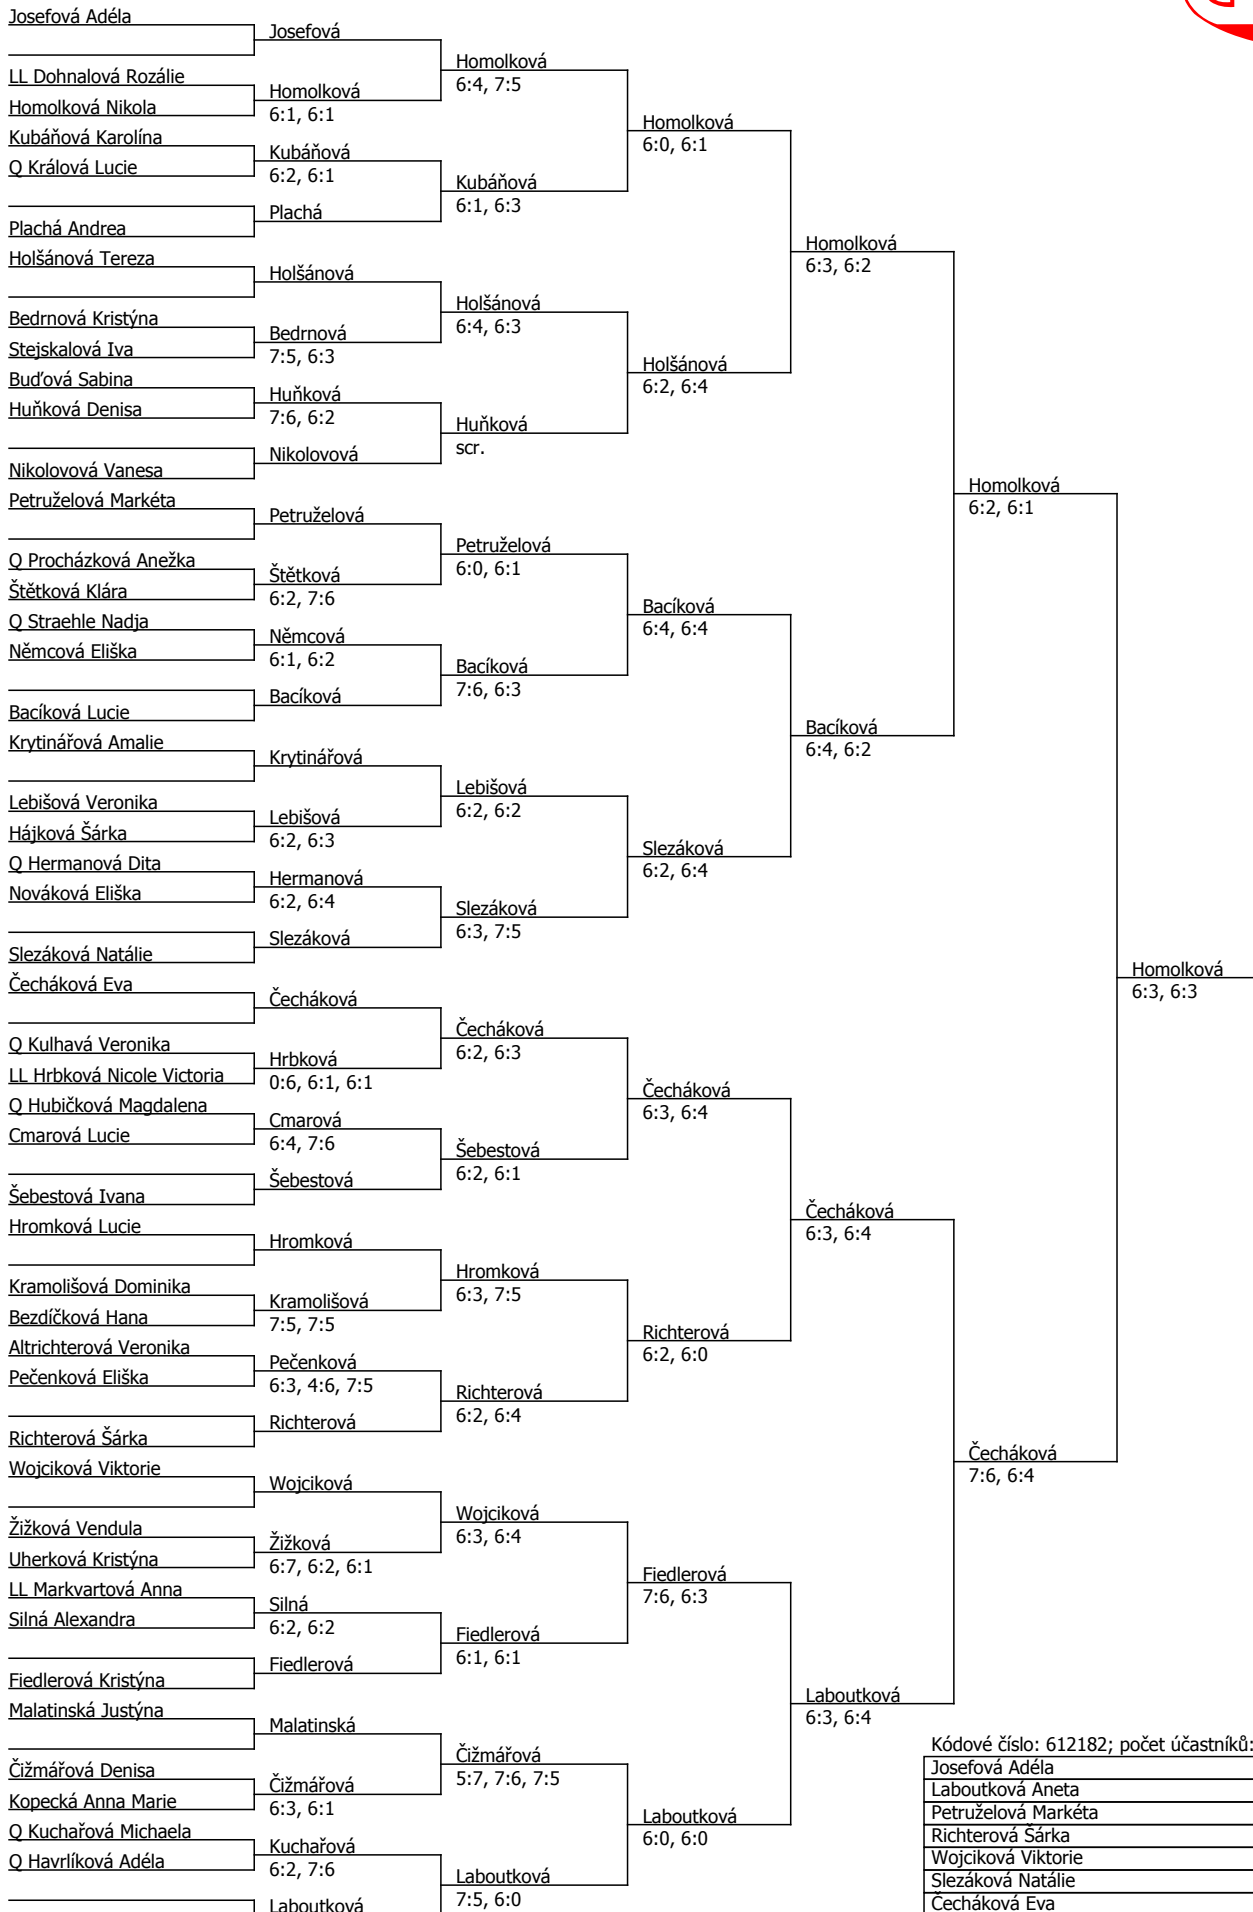 Josefová Adéla
LL Dohnalová Rozálie
Homolková Nikola
Kubáňová Karolína
Q Králová Lucie
Plachá Andrea
Holšánová Tereza
Bedrnová Kristýna
Stejskalová Iva
Buďová Sabina
Huňková Denisa
Nikolovová Vanesa
Petruželová Markéta
Q Procházková Anežka
Štětková Klára
Q Straehle Nadja
Němcová Eliška
Bacíková Lucie
Krytinářová Amalie
Lebišová Veronika
Hájková Šárka
Q Hermanová Dita
Nováková Eliška
Slezáková Natálie
Čecháková Eva
Q Kulhavá Veronika
LL Hrbková Nicole Victoria
Q Hubičková Magdalena
Cmarová Lucie
Šebestová Ivana
Hromková Lucie
Kramolišová Dominika
Bezdíčková Hana
Altrichterová Veronika
Pečenková Eliška
Richterová Šárka
Wojciková Viktorie
Žižková Vendula
Uherková Kristýna
LL Markvartová Anna
Silná Alexandra
Fiedlerová Kristýna
Malatinská Justýna
Čižmářová Denisa
Kopecká Anna Marie
Q Kuchařová Michaela
Q Havrlíková Adéla
Josefová
Homolková
6:1, 6:1
Kubáňová
6:2, 6:1
Plachá
Holšánová
Bedrnová
7:5, 6:3
Huňková
7:6, 6:2
Nikolovová
Petruželová
Štětková
6:2, 7:6
Němcová
6:1, 6:2
Bacíková
Krytinářová
Lebišová
6:2, 6:3
Hermanová
6:2, 6:4
Slezáková
Čecháková
Hrbková
0:6, 6:1, 6:1
Cmarová
6:4, 7:6
Šebestová
Hromková
Kramolišová
7:5, 7:5
Pečenková
6:3, 4:6, 7:5
Richterová
Wojciková
Žižková
6:7, 6:2, 6:1
Silná
6:2, 6:2
Fiedlerová
Malatinská
Čižmářová
6:3, 6:1
Kuchařová
6:2, 7:6
Laboutková
Homolková
6:4, 7:5
Kubáňová
6:1, 6:3
Holšánová
6:4, 6:3
Huňková
scr.
Petruželová
6:0, 6:1
Bacíková
7:6, 6:3
Lebišová
6:2, 6:2
Slezáková
6:3, 7:5
Čecháková
6:2, 6:3
Šebestová
6:2, 6:1
Hromková
6:3, 7:5
Richterová
6:2, 6:4
Wojciková
6:3, 6:4
Fiedlerová
6:1, 6:1
Čižmářová
5:7, 7:6, 7:5
Laboutková
7:5, 6:0
Homolková
6:0, 6:1
Holšánová
6:2, 6:4
Bacíková
6:4, 6:4
Slezáková
6:2, 6:4
Čecháková
6:3, 6:4
Richterová
6:2, 6:0
Fiedlerová
7:6, 6:3
Laboutková
6:0, 6:0
Homolková
6:3, 6:2
Bacíková
6:4, 6:2
Čecháková
6:3, 6:4
Laboutková
6:3, 6:4
Homolková
6:2, 6:1
Čecháková
7:6, 6:4
Homolková
6:3, 6:3
Kódové číslo: 612182; počet účastníků:
Josefová Adéla
Laboutková Aneta
Petruželová Markéta
Richterová Šárka
Wojciková Viktorie
Slezáková Natálie
Čecháková Eva